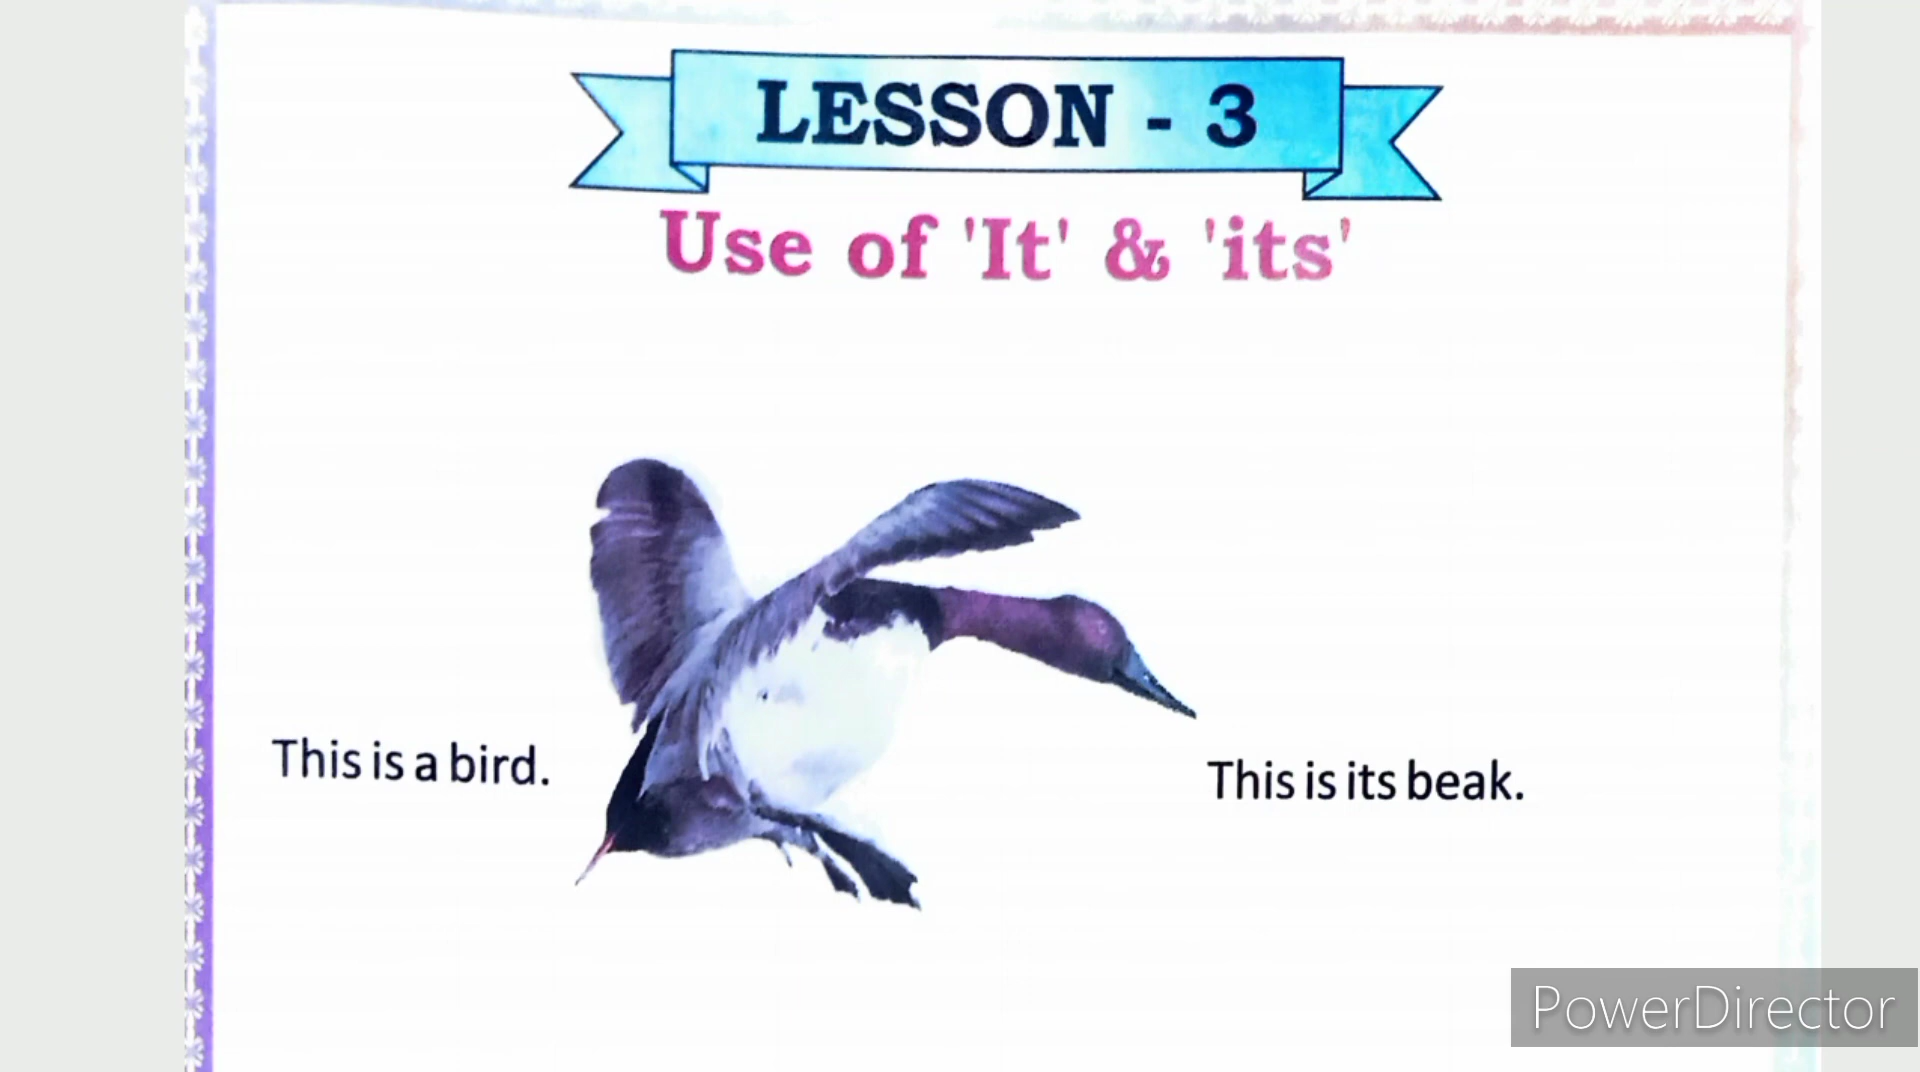 LESSON - 3
Use of 'It' & 'its'
This is a bird.
This is its beak.
PowerDirector